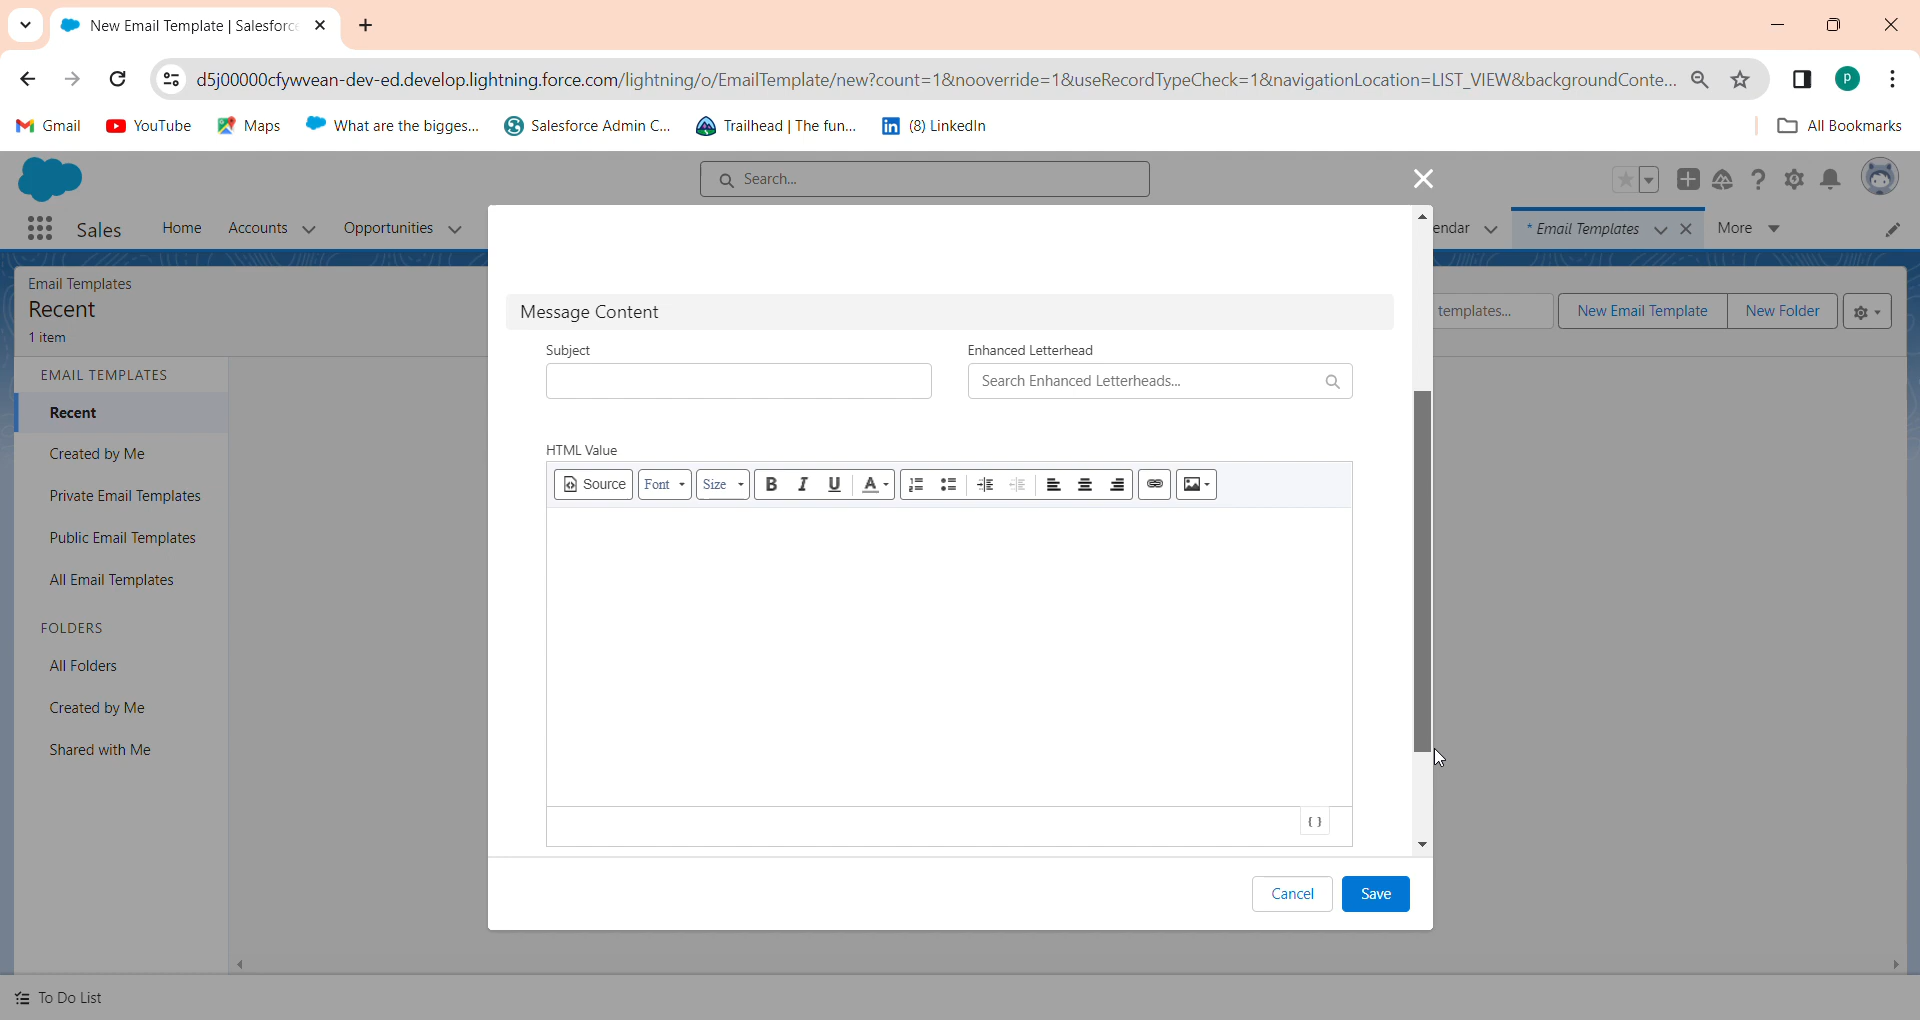 New Email Template | Salesforc
d5j00000cfywvean-dev-ed.develop.lightning.force.com/lightning/o/EmailTemplate/new?count=1&nooverride=1&useRecordTypeCheck=1&navigationLocation=LIST_VIEW&backgroundConte...
P
Gmail
YouTube
Maps
What are the bigges...
Salesforce Admin C...
Trailhead | The fun...
(8) LinkedIn
All Bookmarks
Search...
Sales
Home
Accounts
Opportunities
endar
* Email Templates
More
Email Templates
Recent
1 item
templates...
New Email Template
New Folder
EMAIL TEMPLATES
Recent
Created by Me
Private Email Templates
Public Email Templates
All Email Templates
FOLDERS
All Folders
Created by Me
Shared with Me
Message Content
Subject
Enhanced Letterhead
Search Enhanced Letterheads...
HTML Value
Source
Font
Size
B I U A
{ }
Cancel
Save
To Do List